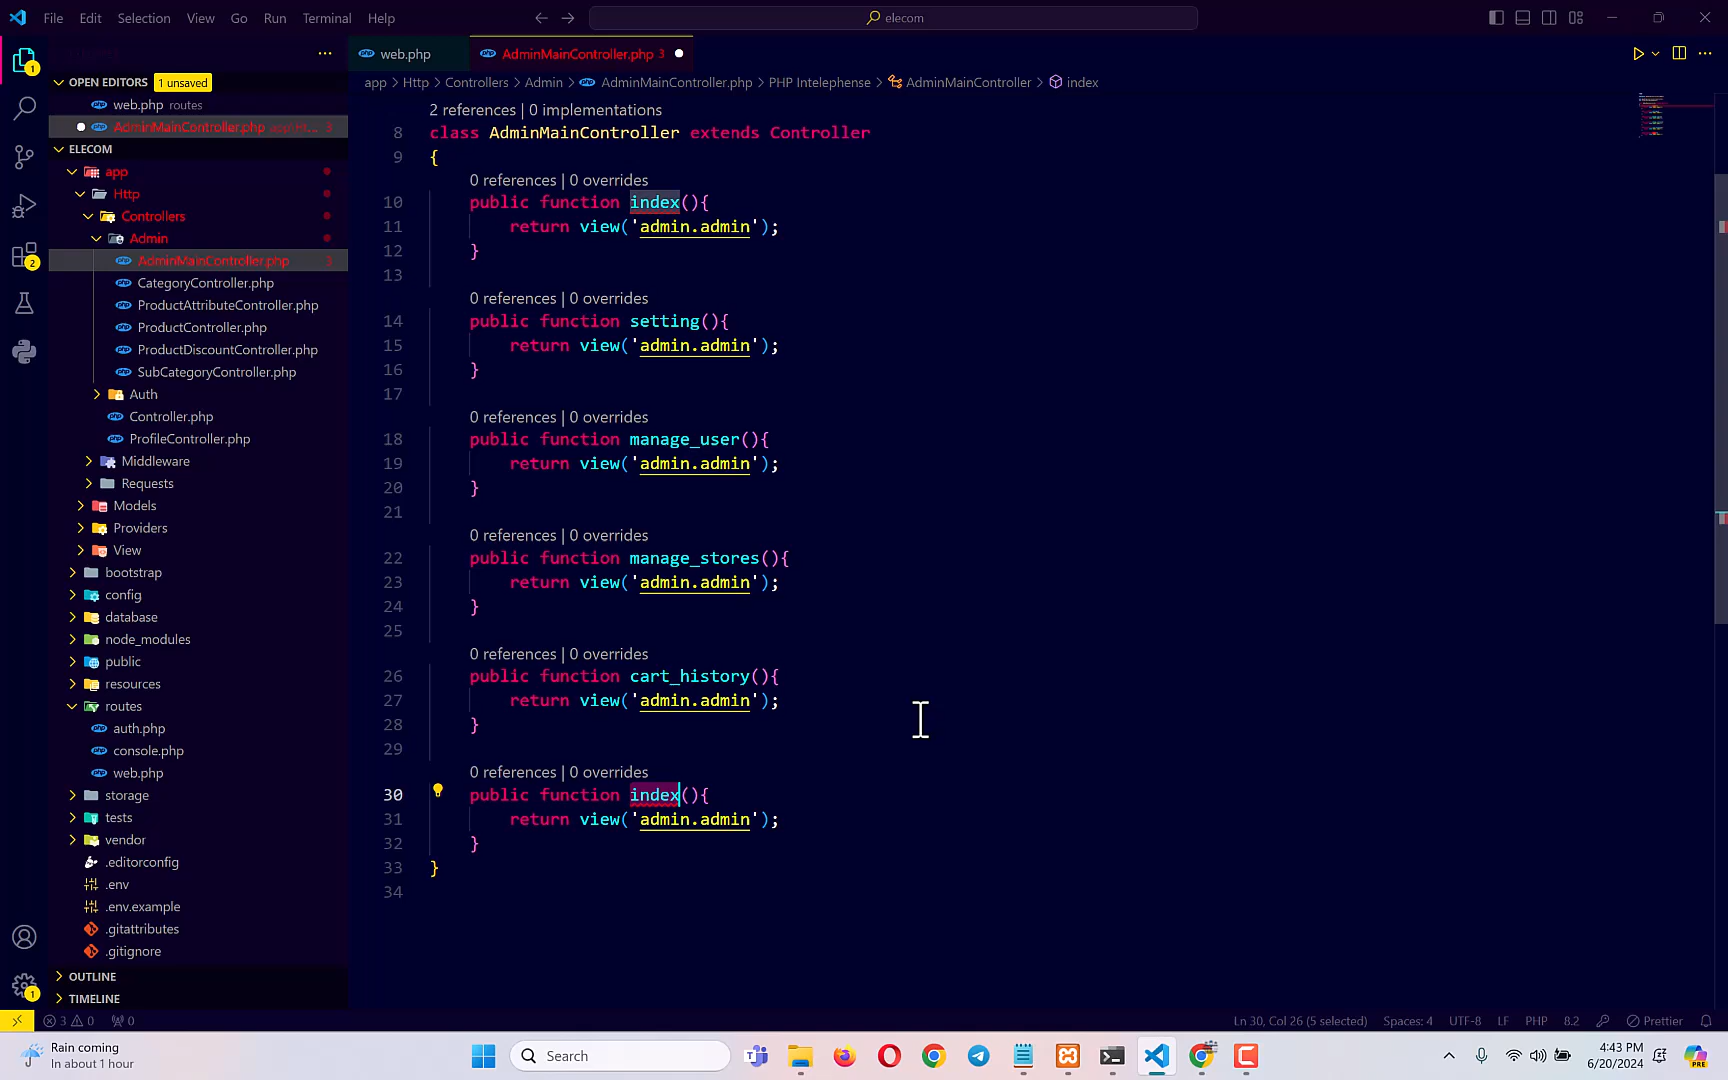 File Edit Selection View Go Run Terminal Help
elecom
web.php
AdminMainController.php 3
app > Http > Controllers > Admin > AdminMainController.php > PHP Intelephense > AdminMainController > index
OPEN EDITORS 1 unsaved
web.php routes
AdminMainController.php app\Ht... 3
ELECOM
app
Http
Controllers
Admin
AdminMainController.php 3
CategoryController.php
ProductAttributeController.php
ProductController.php
ProductDiscountController.php
SubCategoryController.php
Auth
Controller.php
ProfileController.php
Middleware
Requests
Models
Providers
View
bootstrap
config
database
node_modules
public
resources
routes
auth.php
console.php
web.php
storage
tests
vendor
.editorconfig
.env
.env.example
.gitattributes
.gitignore
OUTLINE
TIMELINE
1
2
1
2 references | 0 implementations
8 class AdminMainController extends Controller
9 {
0 references | 0 overrides
10 public function index(){
11 return view('admin.admin');
12 }
13
0 references | 0 overrides
14 public function setting(){
15 return view('admin.admin');
16 }
17
0 references | 0 overrides
18 public function manage_user(){
19 return view('admin.admin');
20 }
21
0 references | 0 overrides
22 public function manage_stores(){
23 return view('admin.admin');
24 }
25
0 references | 0 overrides
26 public function cart_history(){
27 return view('admin.admin');
28 }
29
0 references | 0 overrides
30 public function index(){
31 return view('admin.admin');
32 }
33 }
34
3 0 0
Ln 30, Col 26 (5 selected) Spaces: 4 UTF-8 LF PHP 8.2 Prettier
Rain coming
In about 1 hour
Search
4:43 PM
6/20/2024
PRE